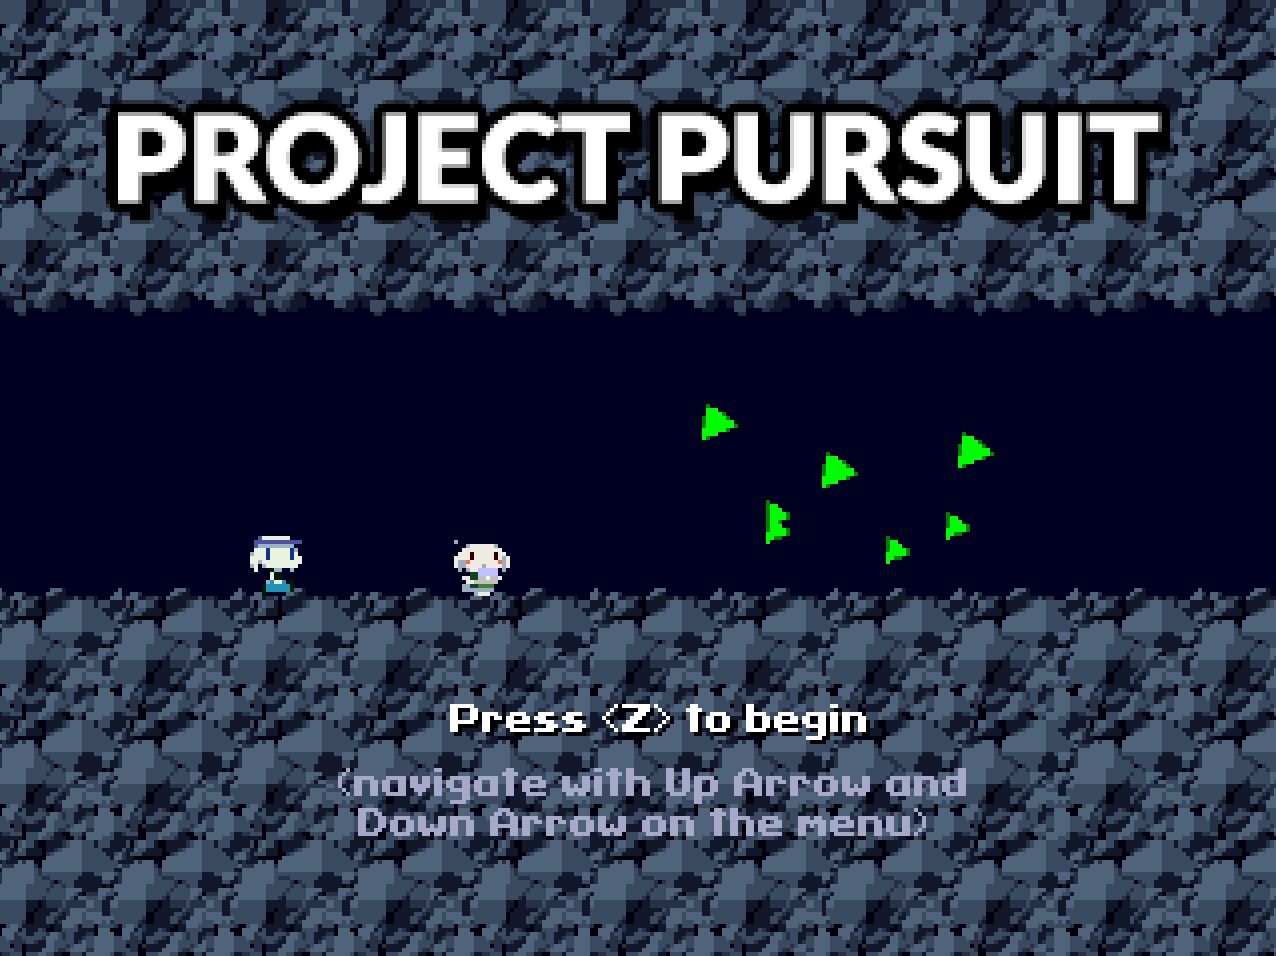 PROJECT PURSUIT
Press <Z> to begin
(navigate with Up Arrow and
Down Arrow on the menu)